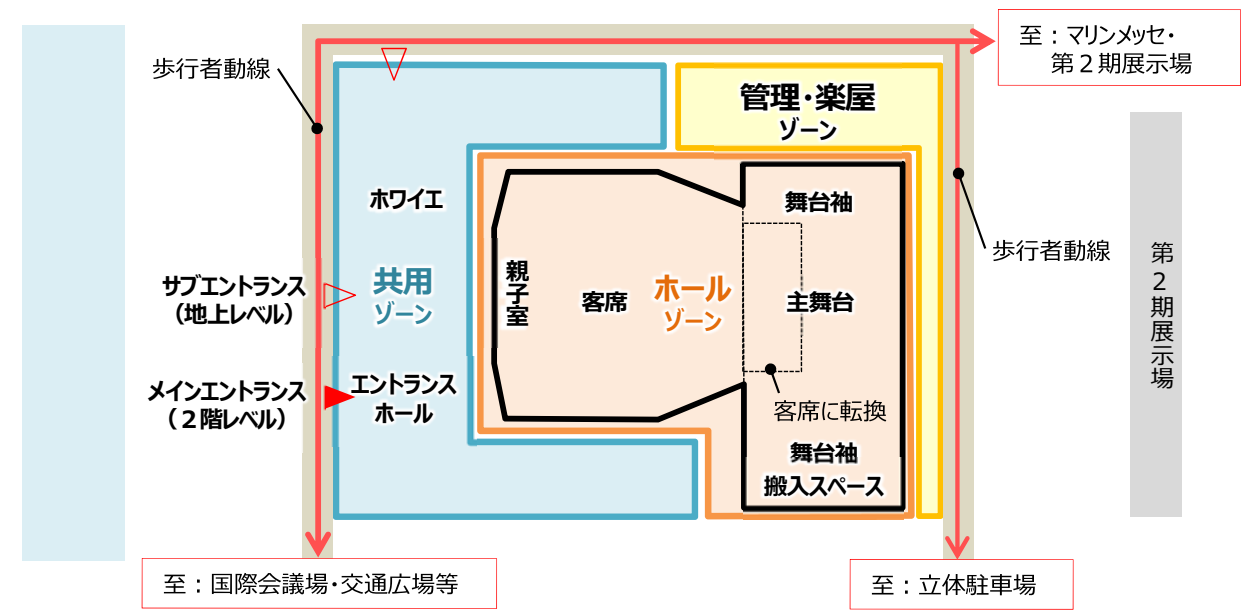 至：マリンメッセ・
第２期展示場
歩行者動線
管理・楽屋
ゾーン
ホワイエ
舞台袖
歩行者動線
サブエントランス
（地上レベル）
共用
ゾーン
親子室
客席
ホール
ゾーン
主舞台
第２期展示場
メインエントランス
（２階レベル）
エントランス
ホール
客席に転換
舞台袖
搬入スペース
至：国際会議場・交通広場等
至：立体駐車場